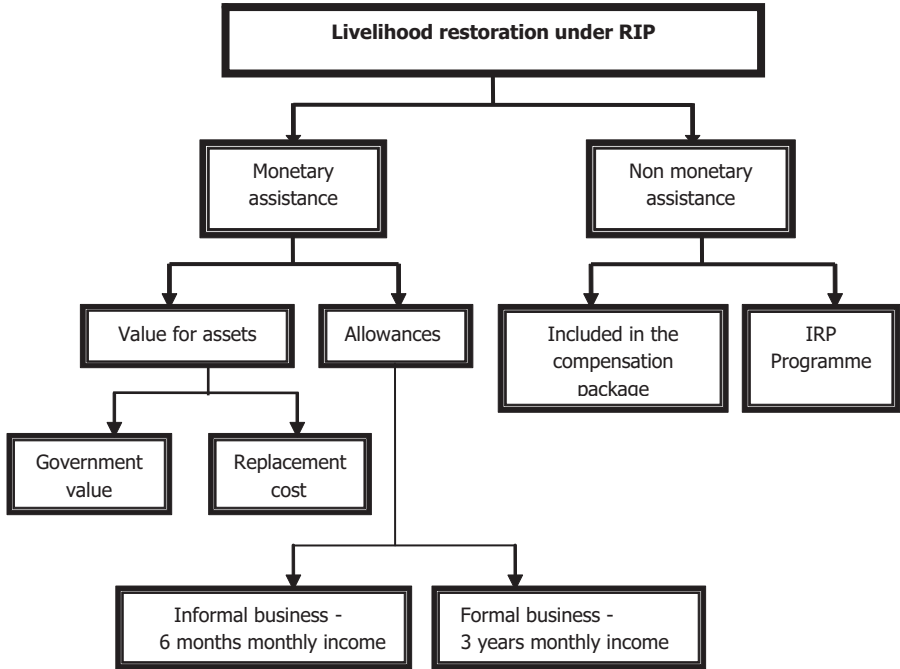 Livelihood restoration under RIP
Monetary
assistance
Non monetary
assistance
Value for assets
Allowances
Included in the
compensation
package
IRP
Programme
Government
value
Replacement
cost
Informal business -
6 months monthly income
Formal business -
3 years monthly income